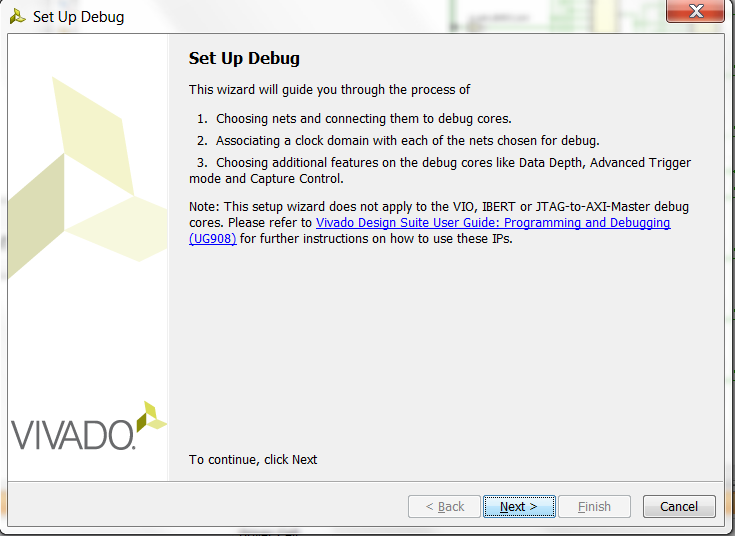 Set Up Debug
Set Up Debug
This wizard will guide you through the process of
1. Choosing nets and connecting them to debug cores.
2. Associating a clock domain with each of the nets chosen for debug.
3. Choosing additional features on the debug cores like Data Depth, Advanced Trigger
mode and Capture Control.
Note: This setup wizard does not apply to the VIO, IBERT or JTAG-to-AXI-Master debug
cores. Please refer to Vivado Design Suite User Guide: Programming and Debugging
(UG908) for further instructions on how to use these IPs.
VIVADO.
To continue, click Next
< Back Next > Finish Cancel